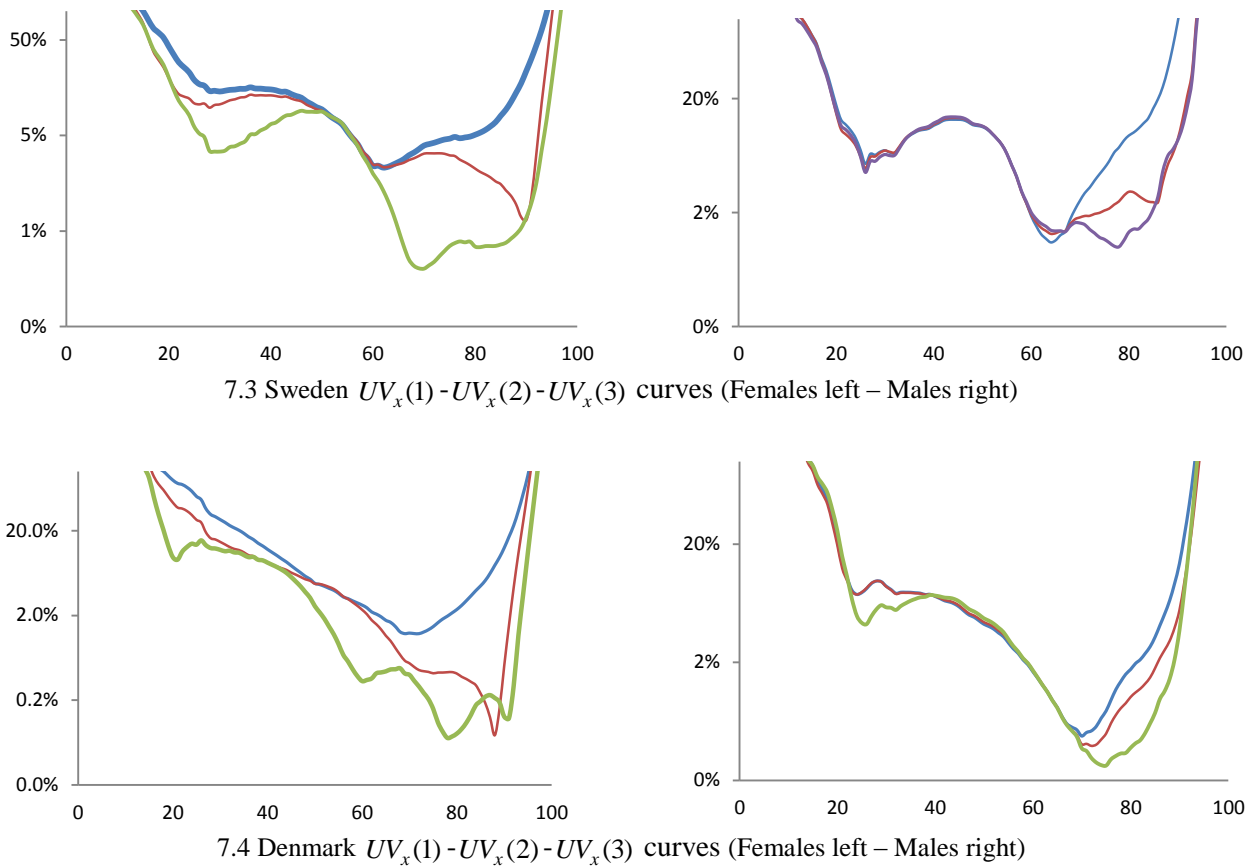 50%
5%
1%
0%
0 20 40 60 80 100
20%
2%
0%
0 20 40 60 80 100
7.3 Sweden UVₓ(1) - UVₓ(2) - UVₓ(3) curves (Females left – Males right)
20.0%
2.0%
0.2%
0.0%
0 20 40 60 80 100
20%
2%
0%
0 20 40 60 80 100
7.4 Denmark UVₓ(1) - UVₓ(2) - UVₓ(3) curves (Females left – Males right)